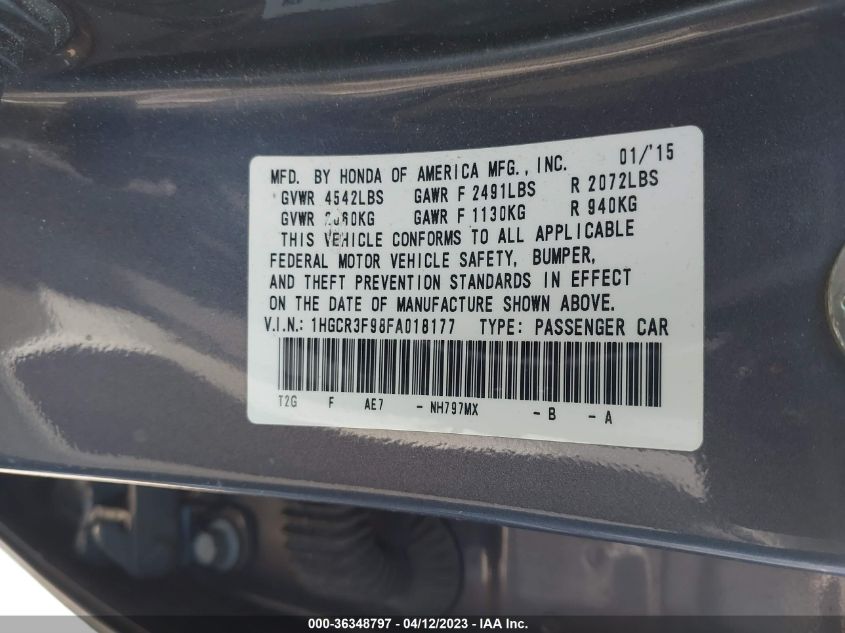 MFD. BY HONDA OF AMERICA MFG., INC. 01/'15
GVWR 4542LBS GAWR F 2491LBS R 2072LBS
GVWR 2060KG GAWR F 1130KG R 940KG
THIS VEHICLE CONFORMS TO ALL APPLICABLE
FEDERAL MOTOR VEHICLE SAFETY, BUMPER,
AND THEFT PREVENTION STANDARDS IN EFFECT
ON THE DATE OF MANUFACTURE SHOWN ABOVE.
V.I.N.: 1HGCR3F98FA018177 TYPE: PASSENGER CAR
T2G F AE7 - NH797MX - B - A
000-36348797 - 04/12/2023 - IAA Inc.